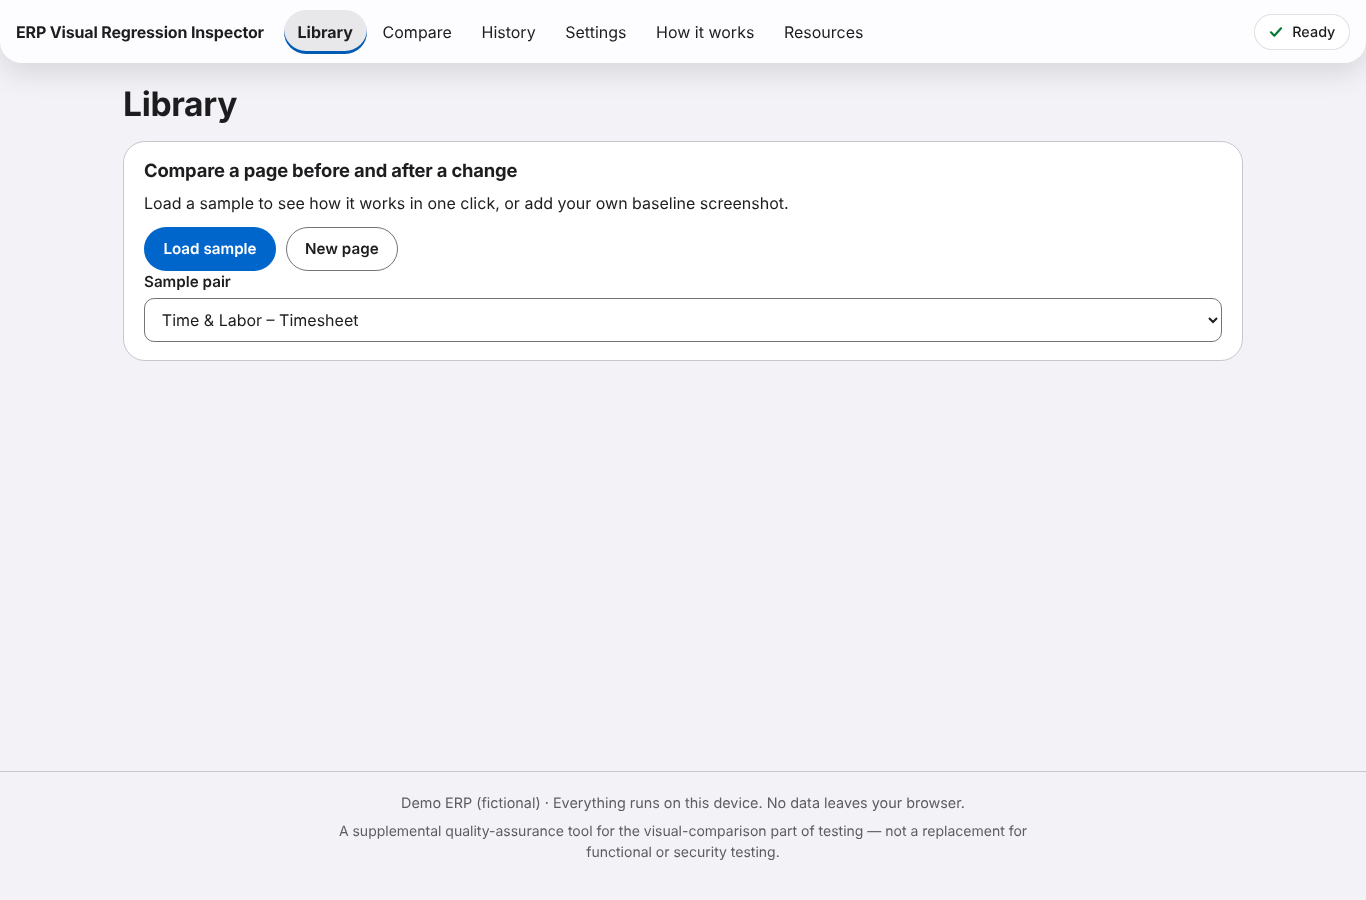 ERP Visual Regression Inspector
Library
Compare
History
Settings
How it works
Resources
Ready
Library
Compare a page before and after a change
Load a sample to see how it works in one click, or add your own baseline screenshot.
Load sample
New page
Sample pair
Time & Labor – Timesheet
Demo ERP (fictional) · Everything runs on this device. No data leaves your browser.
A supplemental quality-assurance tool for the visual-comparison part of testing — not a replacement for
functional or security testing.